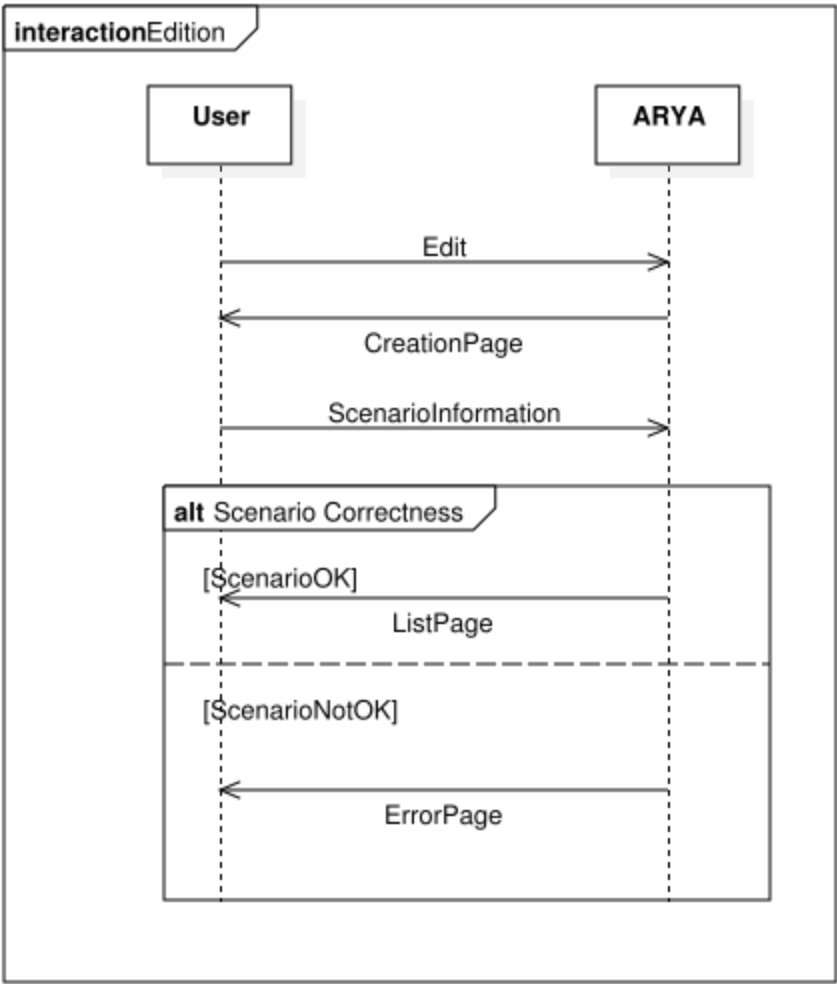 interactionEdition
User
ARYA
Edit
CreationPage
ScenarioInformation
alt Scenario Correctness
[ScenarioOK]
ListPage
[ScenarioNotOK]
ErrorPage